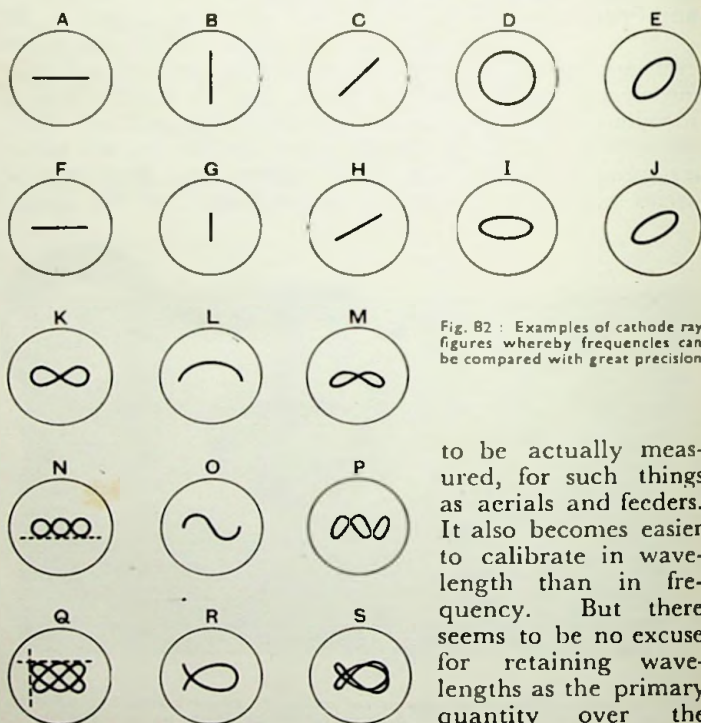 A B C D E
F G H I J
K L M
Fig. 82 : Examples of cathode ray
figures whereby frequencies can
be compared with great precision
N O P
to be actually meas-
ured, for such things
as aerials and feeders.
It also becomes easier
to calibrate in wave-
length than in fre-
quency. But there
Q R S
seems to be no excuse
for retaining wave-
lengths as the primary
quantity over the